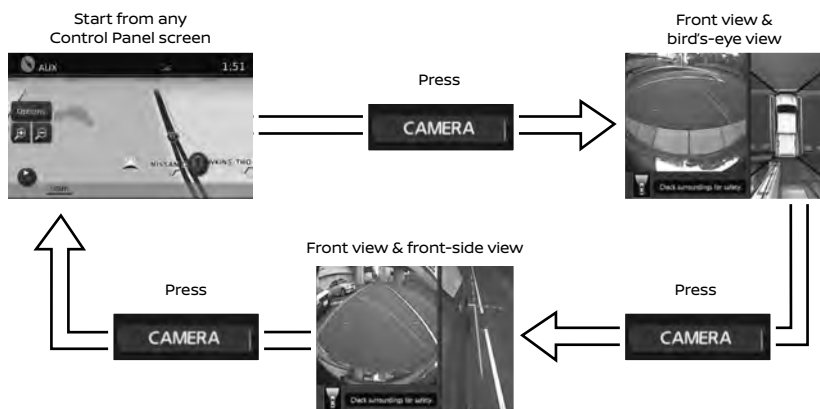 Start from any
Control Panel screen
AUX
1:51
OPTIONS
NISSAN
Press
CAMERA
Front view &
bird's-eye view
Check surroundings for safety
Press
CAMERA
Front view & front-side view
Check surroundings for safety
Press
CAMERA